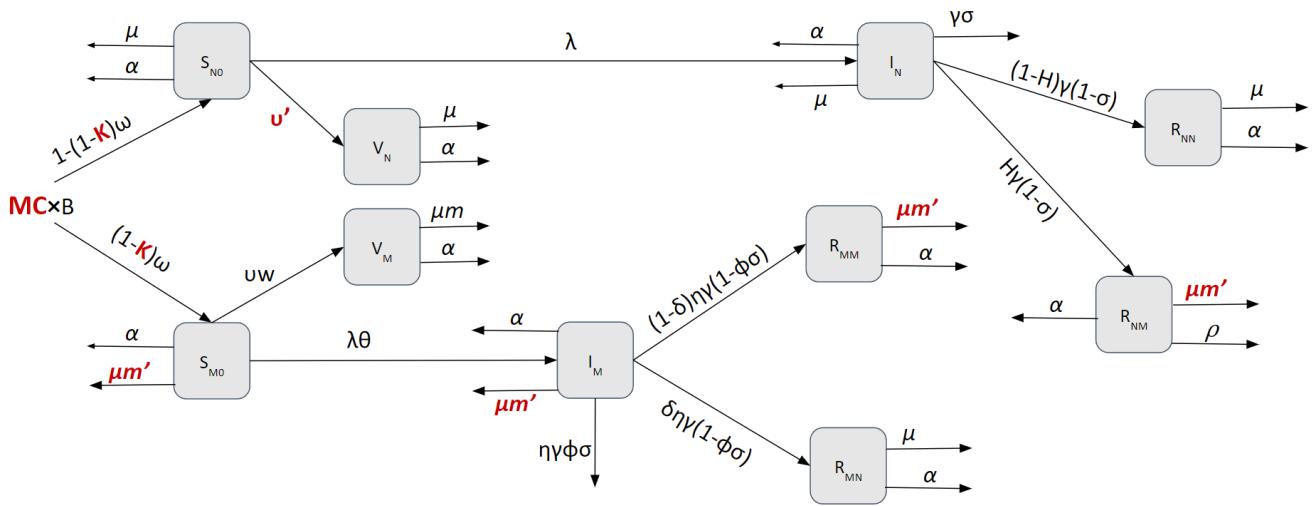 μ
α
S_N0
λ
α
μ
I_N
γσ
(1-H)γ(1-σ)
μ
α
R_NN
1-(1-K)ω
υ'
V_N
μ
α
Hγ(1-σ)
MC×B
(1-K)ω
υw
V_M
μm
α
R_MM
μm'
α
(1-δ)ηγ(1-φσ)
α
R_NM
μm'
ρ
α
μm'
S_M0
λθ
α
μm'
I_M
ηγφσ
δηγ(1-φσ)
R_MN
μ
α